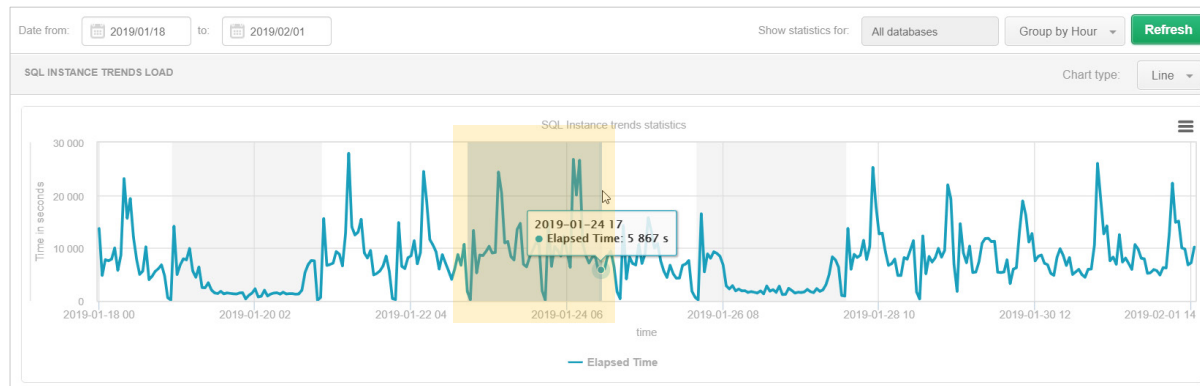 Date from: 2019/01/18 to: 2019/02/01 Show statistics for: All databases Group by Hour Refresh
SQL INSTANCE TRENDS LOAD Chart type: Line
SQL Instance trends statistics
30 000
20 000
10 000
0
Time in seconds
2019-01-24 17
Elapsed Time: 5 867 s
2019-01-18 00 2019-01-20 02 2019-01-22 04 2019-01-24 06 2019-01-26 08 2019-01-28 10 2019-01-30 12 2019-02-01 14
time
Elapsed Time